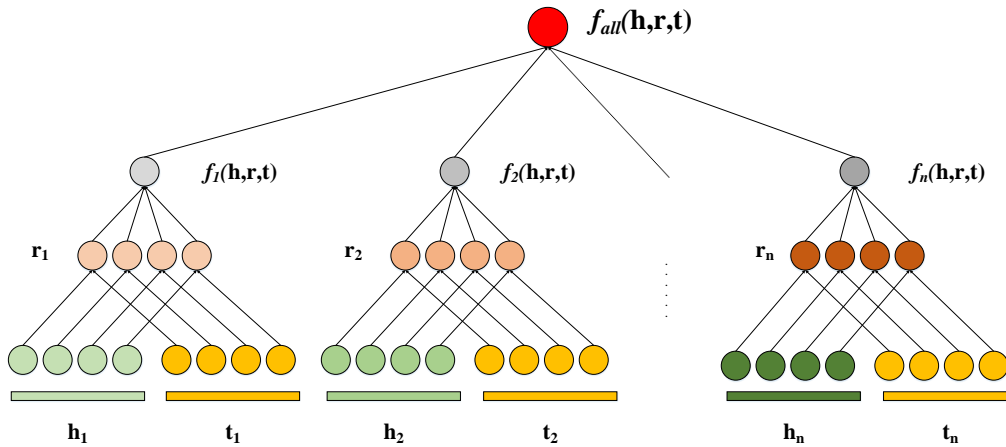 f_all(h,r,t)
f_1(h,r,t)
f_2(h,r,t)
f_n(h,r,t)
r_1
r_2
r_n
h_1
t_1
h_2
t_2
h_n
t_n